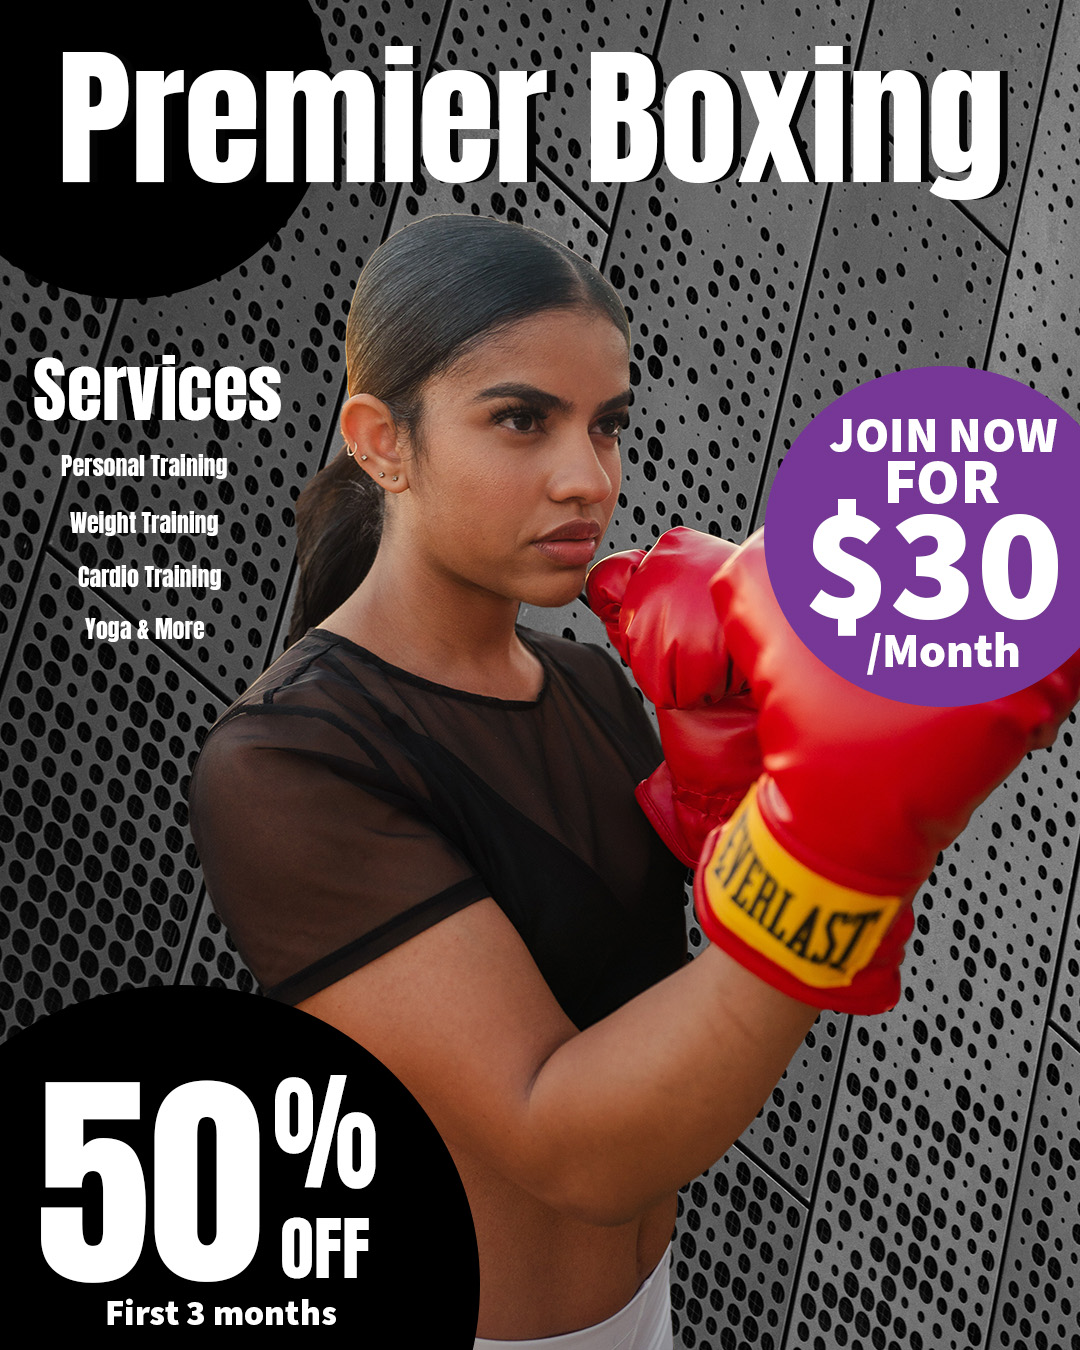 Premier Boxing
Services
Personal Training
Weight Training
Cardio Training
Yoga & More
JOIN NOW
FOR
$30
/Month
EVERLAST
50%
OFF
First 3 months